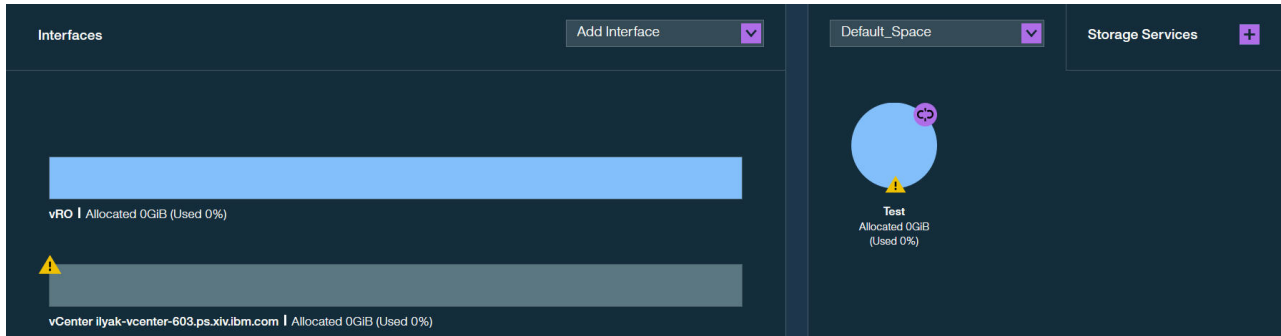 Interfaces
Add Interface
Default_Space
Storage Services
vRO | Allocated 0GiB (Used 0%)
Test
Allocated 0GiB
(Used 0%)
vCenter ilyak-vcenter-603.ps.xiv.ibm.com | Allocated 0GiB (Used 0%)